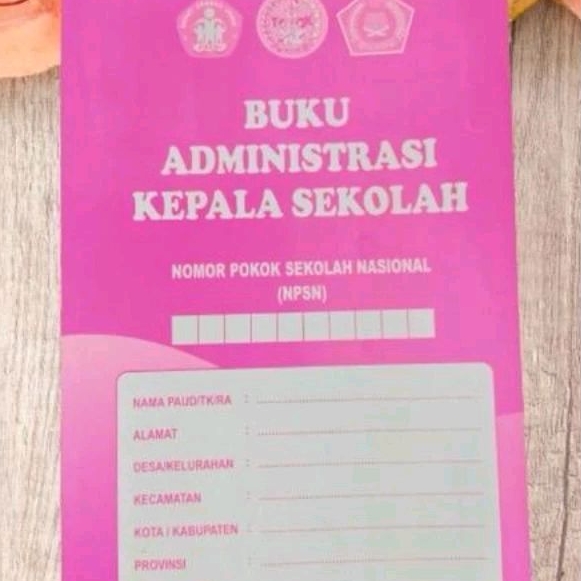 BUKU
ADMINISTRASI
KEPALA SEKOLAH
NOMOR POKOK SEKOLAH NASIONAL
(NPSN)
NAMA PAUD/TK/RA :
ALAMAT :
DESA/KELURAHAN :
KECAMATAN :
KOTA / KABUPATEN :
PROVINSI :